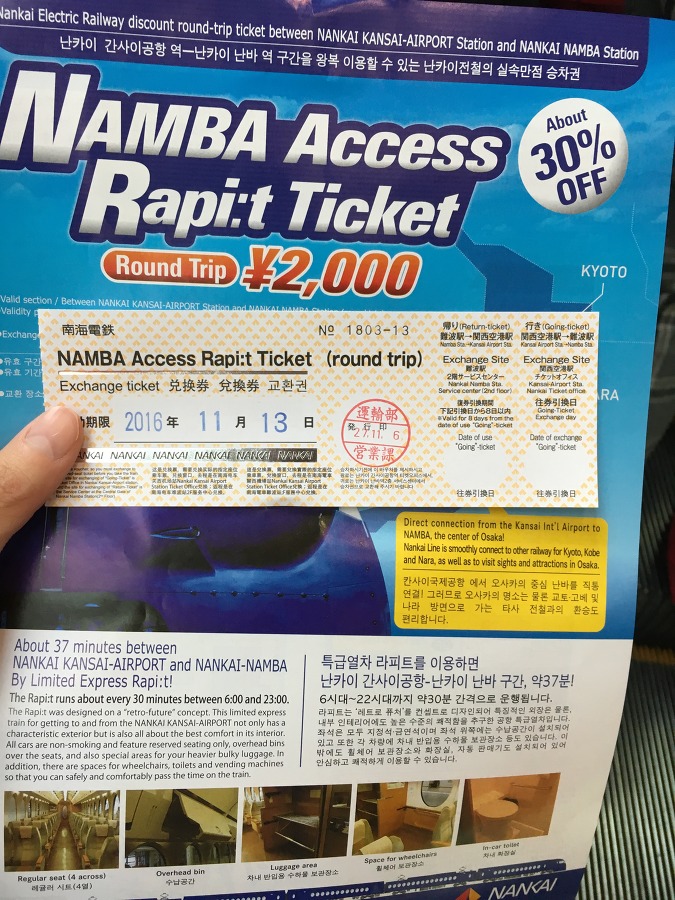 Nankai Electric Railway discount round-trip ticket between NANKAI KANSAI-AIRPORT Station and NANKAI NAMBA Station
난카이 간사이공항 역―난카이 난바 역 구간을 왕복 이용할 수 있는 난카이전철의 실속만점 승차권
NAMBA Access
Rapi:t Ticket
About
30%
OFF
Round Trip ¥2,000
KYOTO
Valid section / Between NANKAI KANSAI-AIRPORT Station and NANKAI NAMBA
南海電鉄
№ 1803-13
NAMBA Access Rapi:t Ticket (round trip)
Exchange ticket 兑换券 兌換券 교환권
期限 2016年 11月 13日
運輸部
発行印
27.11.6
営業課
NANKAI NANKAI NANKAI NANKAI NANKAI NANKAI
帰り(Return-ticket)
難波駅→関西空港駅
Namba Sta.→Kansai Airport Sta.
Exchange Site
難波駅
2階サービスセンター
Nankai Namba Sta.
Service center(2nd floor)
復券引換期間
下記引換日から8日以内
※Valid for 8 days from the
date of use "Going"-ticket
Date of use
"Going"-ticket
往券引換日
行き(Going-ticket)
関西空港駅→難波駅
Kansai Airport Sta.→Namba Sta.
Exchange Site
関西空港駅
チケットオフィス
Kansai-Airport Sta.
Nankai Ticket office
往券引換日
Going-Ticket
Exchange day
Date of exchange
"Going"-ticket
往券引換日
Direct connection from the Kansai Int'l Airport to
NAMBA, the center of Osaka!
Nankai Line is smoothly connect to other railway for Kyoto, Kobe
and Nara, as well as to visit sights and attractions in Osaka.
칸사이국제공항 에서 오사카의 중심 난바를 직통
연결! 그러므로 오사카의 명소는 물론 교토·고베 및
나라 방면으로 가는 타사 전철과의 환승도
편리합니다.
About 37 minutes between
NANKAI KANSAI-AIRPORT and NANKAI-NAMBA
By Limited Express Rapi:t!
The Rapi:t runs about every 30 minutes between 6:00 and 23:00.
The Rapi:t was designed on a "retro-future" concept. This limited express
train for getting to and from the NANKAI KANSAI-AIRPORT not only has a
characteristic exterior but is also all about the best comfort in its interior.
All cars are non-smoking and feature reserved seating only, overhead bins
over the seats, and also special areas for your heavier bulky luggage. In
addition, there are spaces for wheelchairs, toilets and vending machines
so that you can safely and comfortably pass the time on the train.
특급열차 라피트를 이용하면
난카이 간사이공항-난카이 난바 구간, 약37분!
6시대~22시대까지 약30분 간격으로 운행됩니다.
라피트는 '레트로 퓨처'를 컨셉트로 디자인되어 특징적인 외장은 물론,
내부 인테리어에도 높은 수준의 쾌적함을 추구한 공항 특급열차입니다.
좌석은 모두 지정석·금연석이며 좌석 위쪽에는 수납공간이 설치되어
있고 또한 각 차량에 차내 반입용 수하물 보관장소 등도 있습니다. 이
밖에도 휠체어 보관장소와 화장실, 자동 판매기도 설치되어 있어
안심하고 쾌적하게 이용할 수 있습니다.
Regular seat (4 across)
레귤러 시트(4열)
Overhead bin
수납공간
Luggage area
차내 반입용 수하물 보관장소
Space for wheelchairs
휠체어 보관장소
In-car toilet
차내 화장실
NANKAI